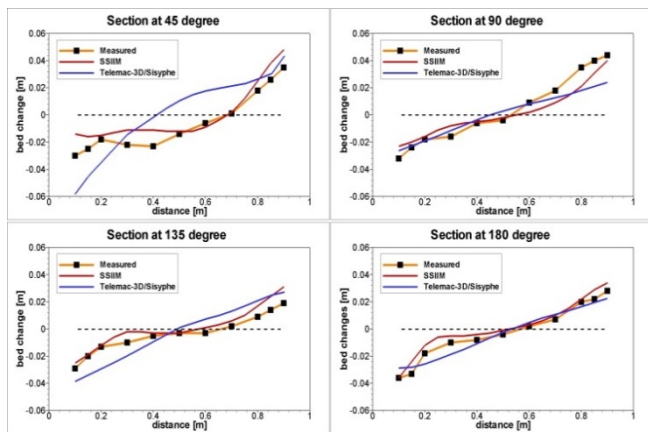 Section at 45 degree
0.06
0.04
0.02
0
-0.02
-0.04
-0.06
bed change [m]
Measured
SSIIM
Telemac-3D/Sisyphe
0 0.2 0.4 0.6 0.8 1
distance [m]
Section at 90 degree
0.06
0.04
0.02
0
-0.02
-0.04
-0.06
bed change [m]
Measured
SSIIM
Telemac-3D/Sisyphe
0 0.2 0.4 0.6 0.8 1
distance [m]
Section at 135 degree
0.06
0.04
0.02
0
-0.02
-0.04
-0.06
bed change [m]
Measured
SSIIM
Telemac-3D/Sisyphe
0 0.2 0.4 0.6 0.8 1
distance [m]
Section at 180 degree
0.06
0.04
0.02
0
-0.02
-0.04
-0.06
bed changes [m]
Measured
SSIIM
Telemac-3D/Sisyphe
0 0.2 0.4 0.6 0.8 1
distance [m]